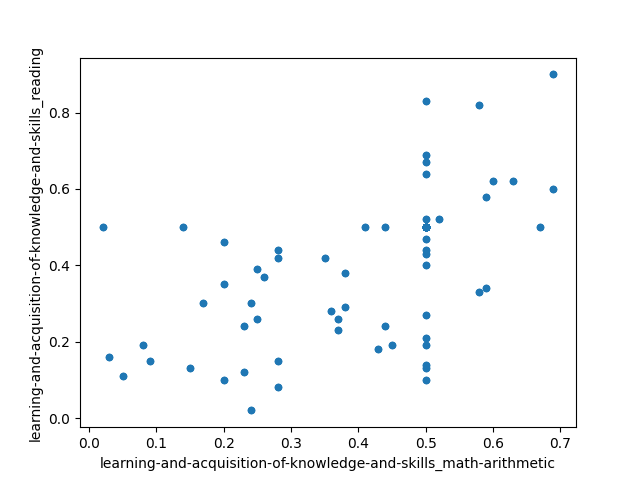 learning-and-acquisition-of-knowledge-and-skills_reading
0.8
0.6
0.4
0.2
0.0
0.0 0.1 0.2 0.3 0.4 0.5 0.6 0.7
learning-and-acquisition-of-knowledge-and-skills_math-arithmetic